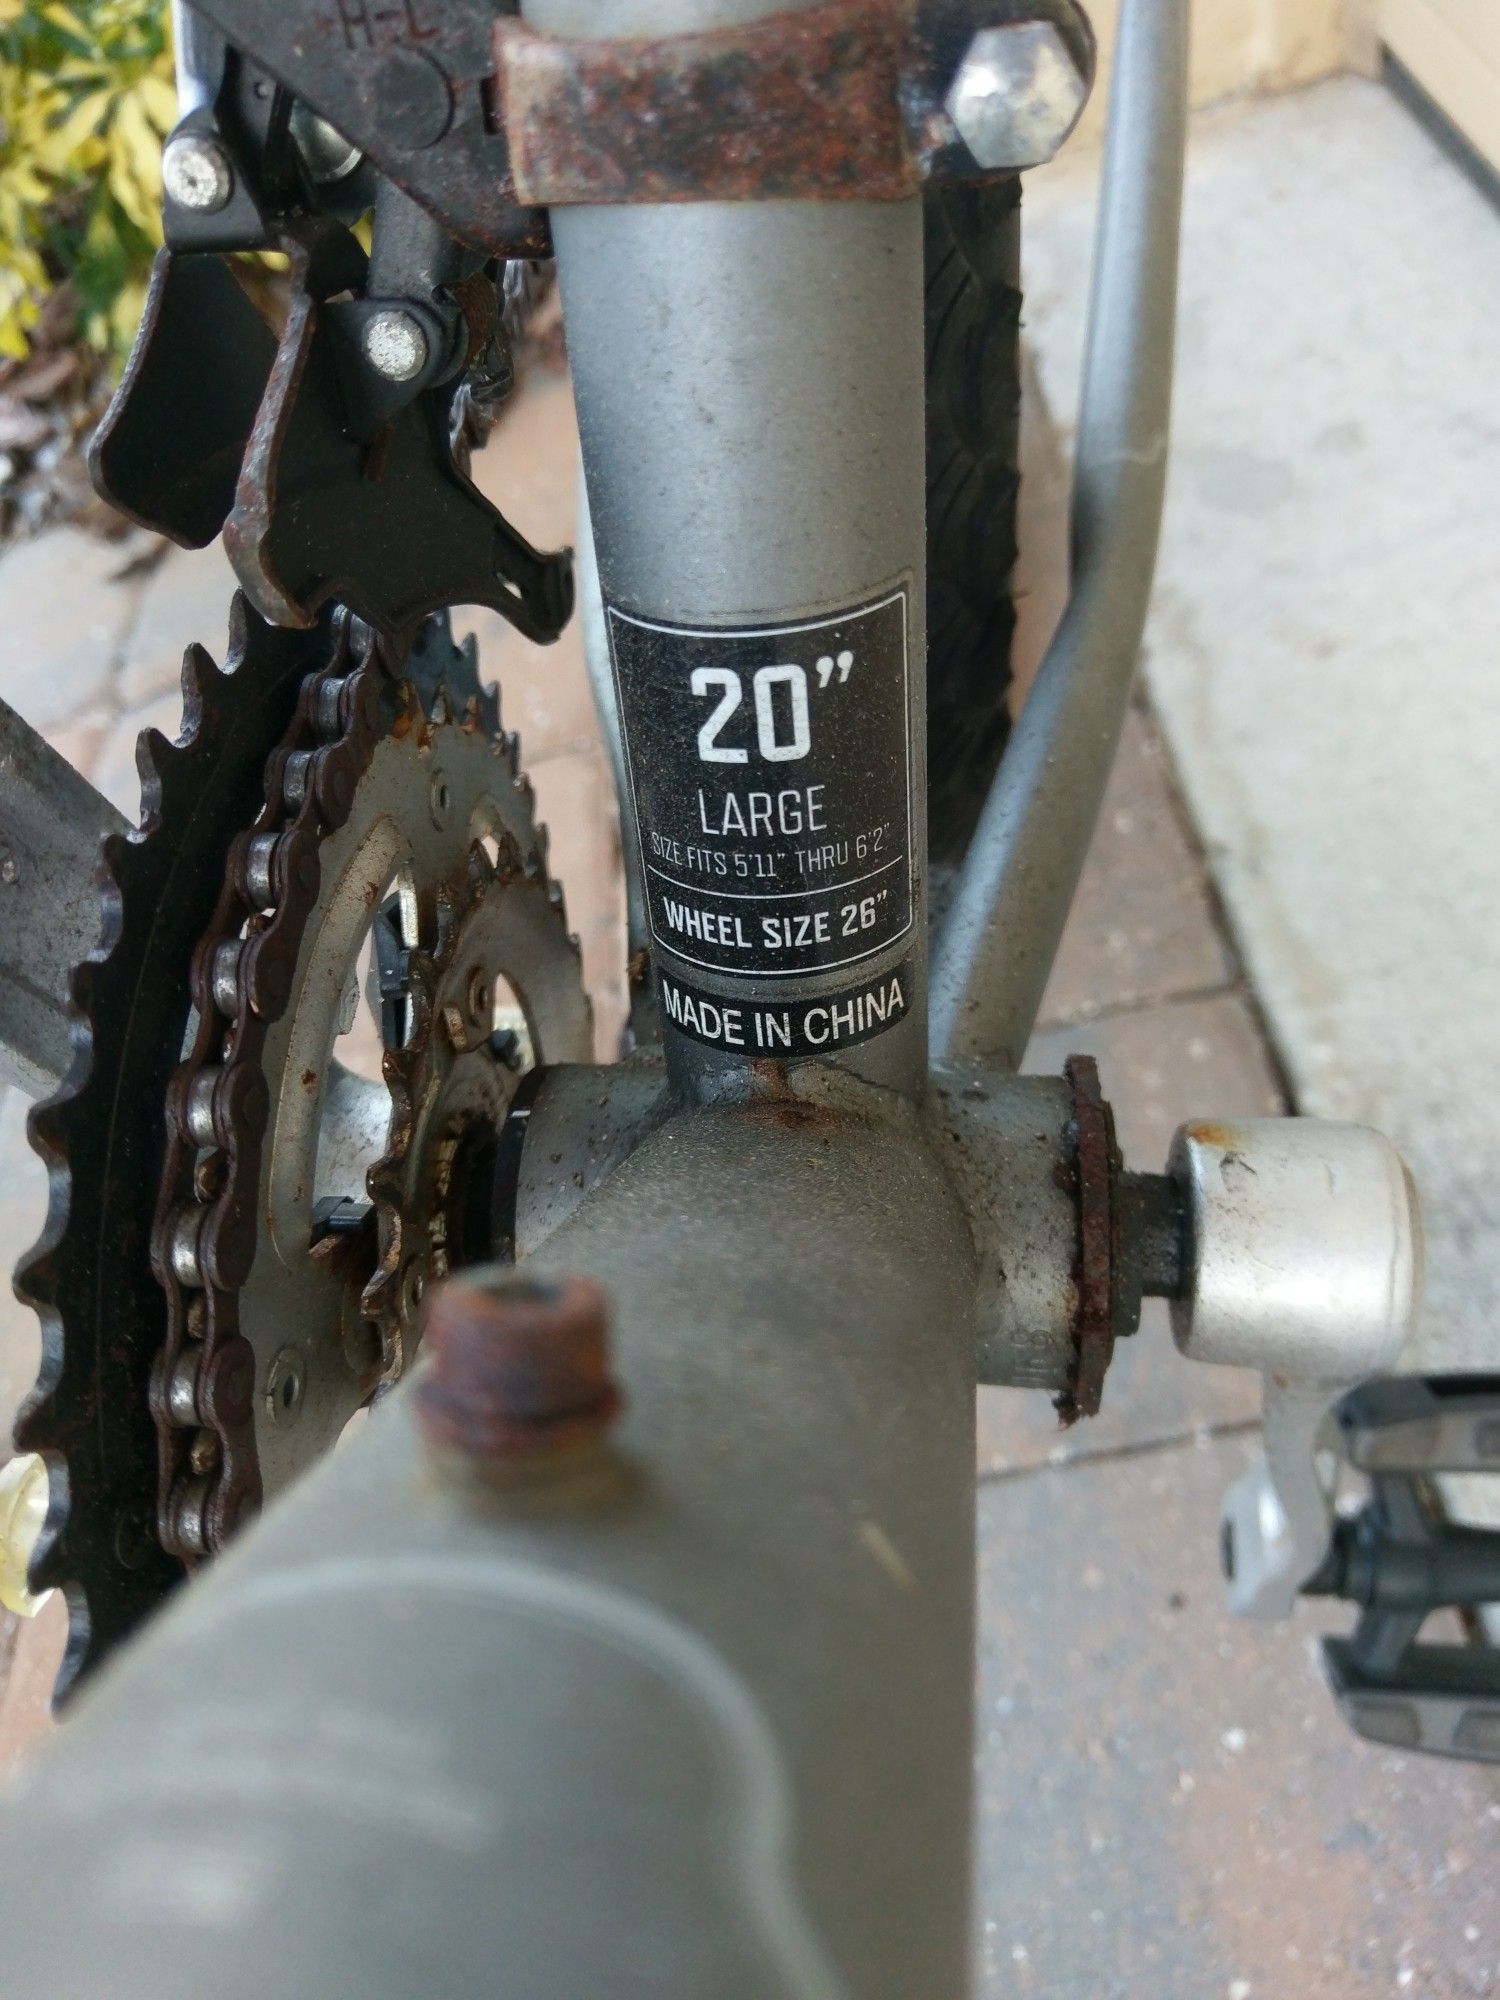 H-L
20”
LARGE
SIZE FITS 5'11" THRU 6'2"
WHEEL SIZE 26"
MADE IN CHINA